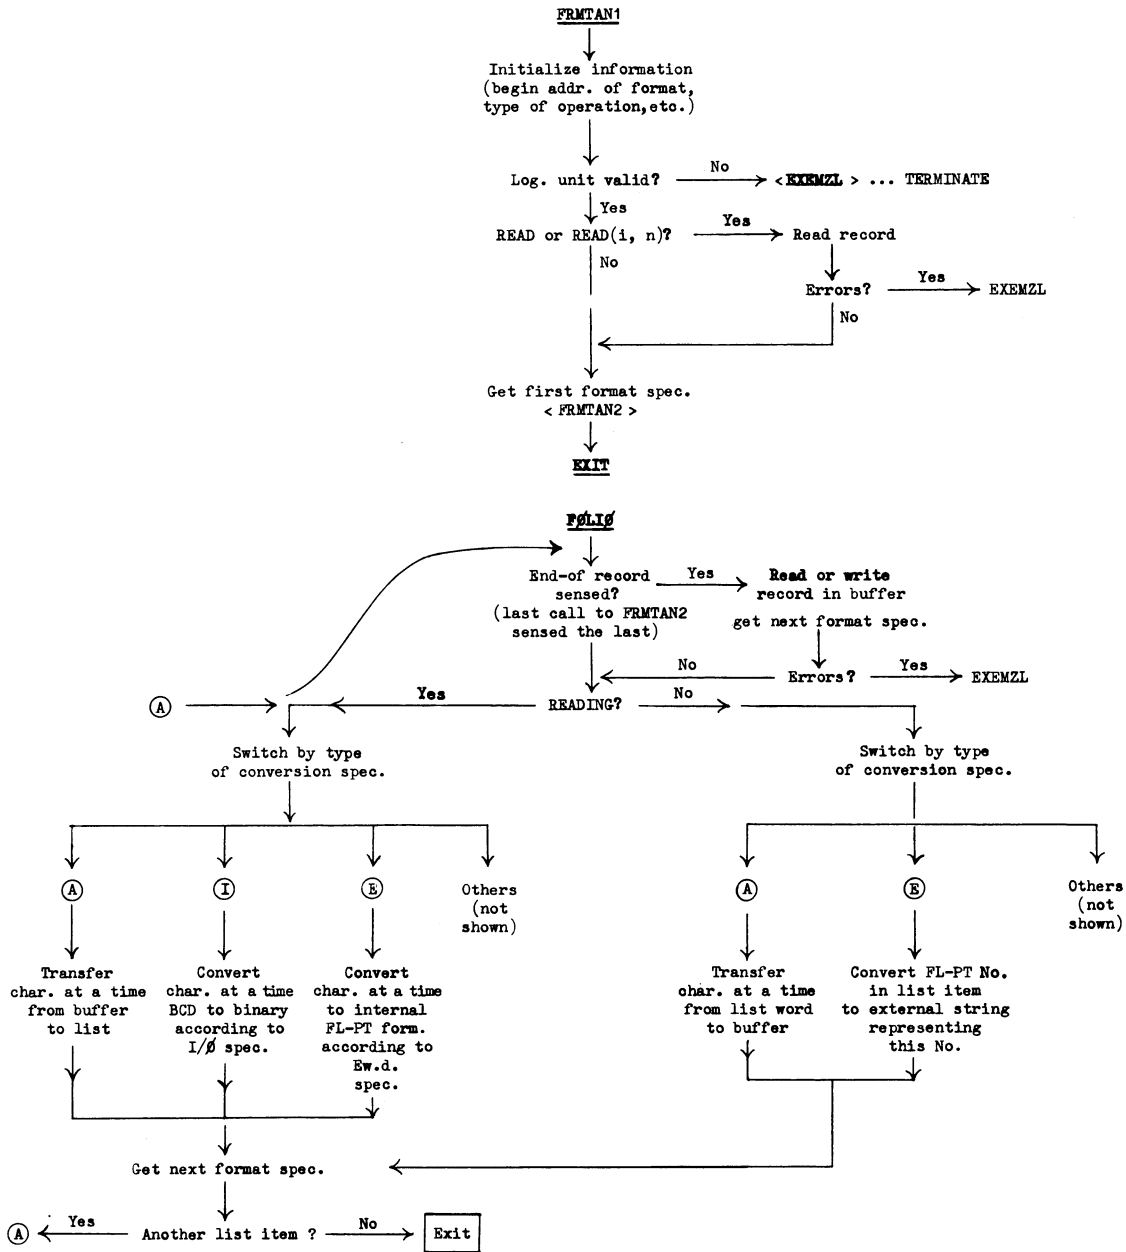 FRMTAN1
Initialize information
(begin addr. of format,
type of operation,etc.)
Log. unit valid?
No
< EXEMZL > ... TERMINATE
Yes
READ or READ(i, n)?
Yes
Read record
No
Errors?
Yes
EXEMZL
No
Get first format spec.
< FRMTAN2 >
EXIT
FØLIØ
End-of record
sensed?
(last call to FRMTAN2
sensed the last)
Yes
Read or write
record in buffer
get next format spec.
No
Errors?
Yes
EXEMZL
A
Yes
READING?
No
Switch by type
of conversion spec.
Switch by type
of conversion spec.
A
I
E
Others
(not
shown)
A
E
Others
(not
shown)
Transfer
char. at a time
from buffer
to list
Convert
char. at a time
BCD to binary
according to
I/Ø spec.
Convert
char. at a time
to internal
FL-PT form.
according to
Ew.d.
spec.
Transfer
char. at a time
from list word
to buffer
Convert FL-PT No.
in list item
to external string
representing
this No.
Get next format spec.
A
Yes
Another list item ?
No
Exit